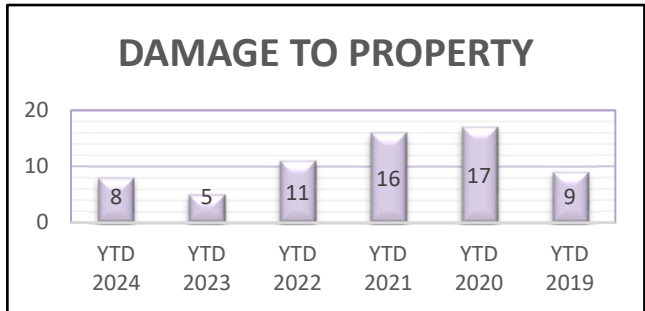 DAMAGE TO PROPERTY
20
10
0
8
5
11
16
17
9
YTD 2024
YTD 2023
YTD 2022
YTD 2021
YTD 2020
YTD 2019